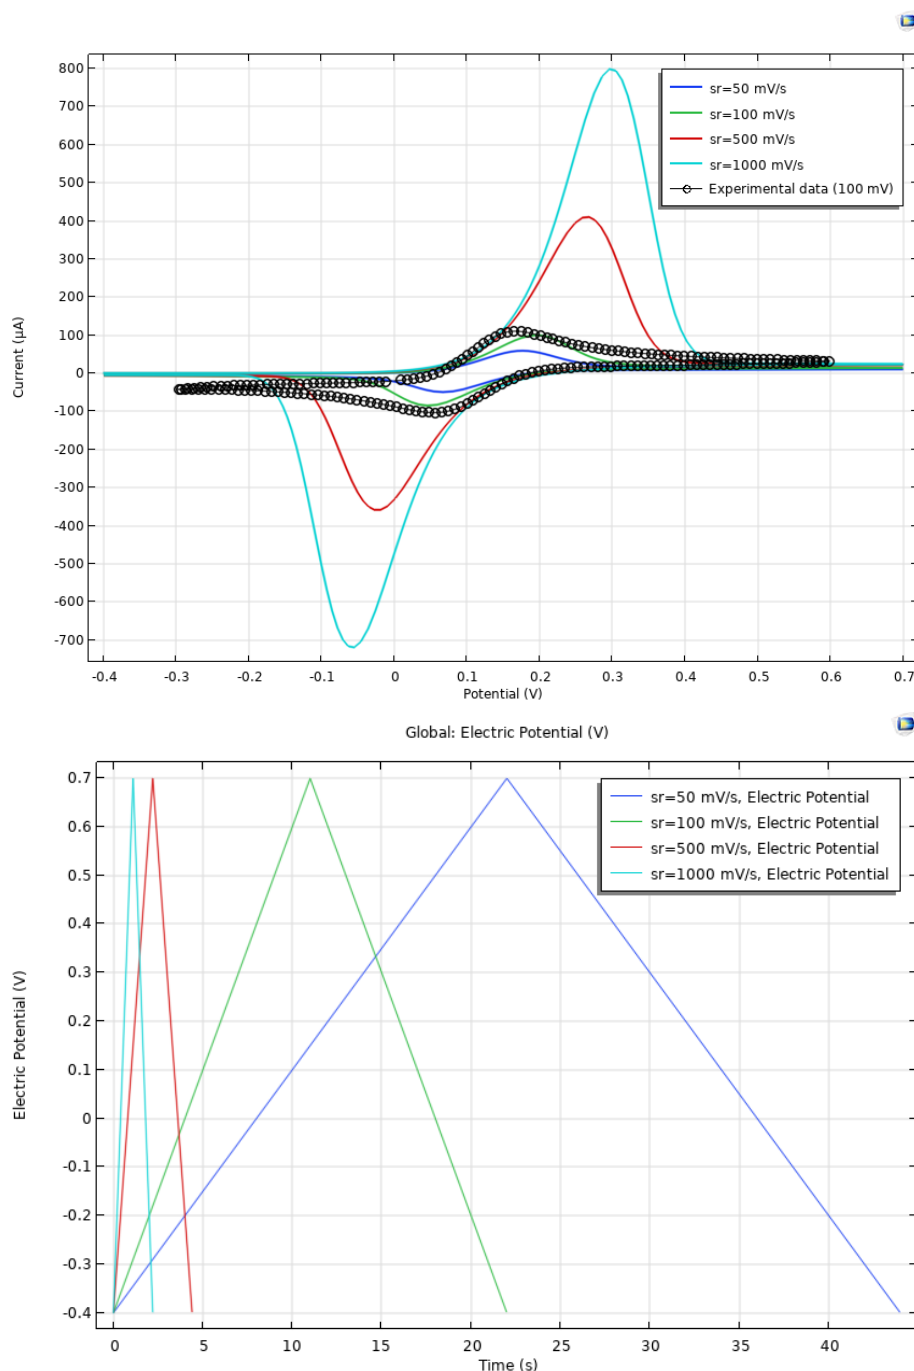 800
700
600
500
400
300
200
100
0
-100
-200
-300
-400
-500
-600
-700
Current (µA)
sr=50 mV/s
sr=100 mV/s
sr=500 mV/s
sr=1000 mV/s
Experimental data (100 mV)
-0.4 -0.3 -0.2 -0.1 0 0.1 0.2 0.3 0.4 0.5 0.6 0.7
Potential (V)
Global: Electric Potential (V)
0.7
0.6
0.5
0.4
0.3
0.2
0.1
0
-0.1
-0.2
-0.3
-0.4
Electric Potential (V)
sr=50 mV/s, Electric Potential
sr=100 mV/s, Electric Potential
sr=500 mV/s, Electric Potential
sr=1000 mV/s, Electric Potential
0 5 10 15 20 25 30 35 40
Time (s)